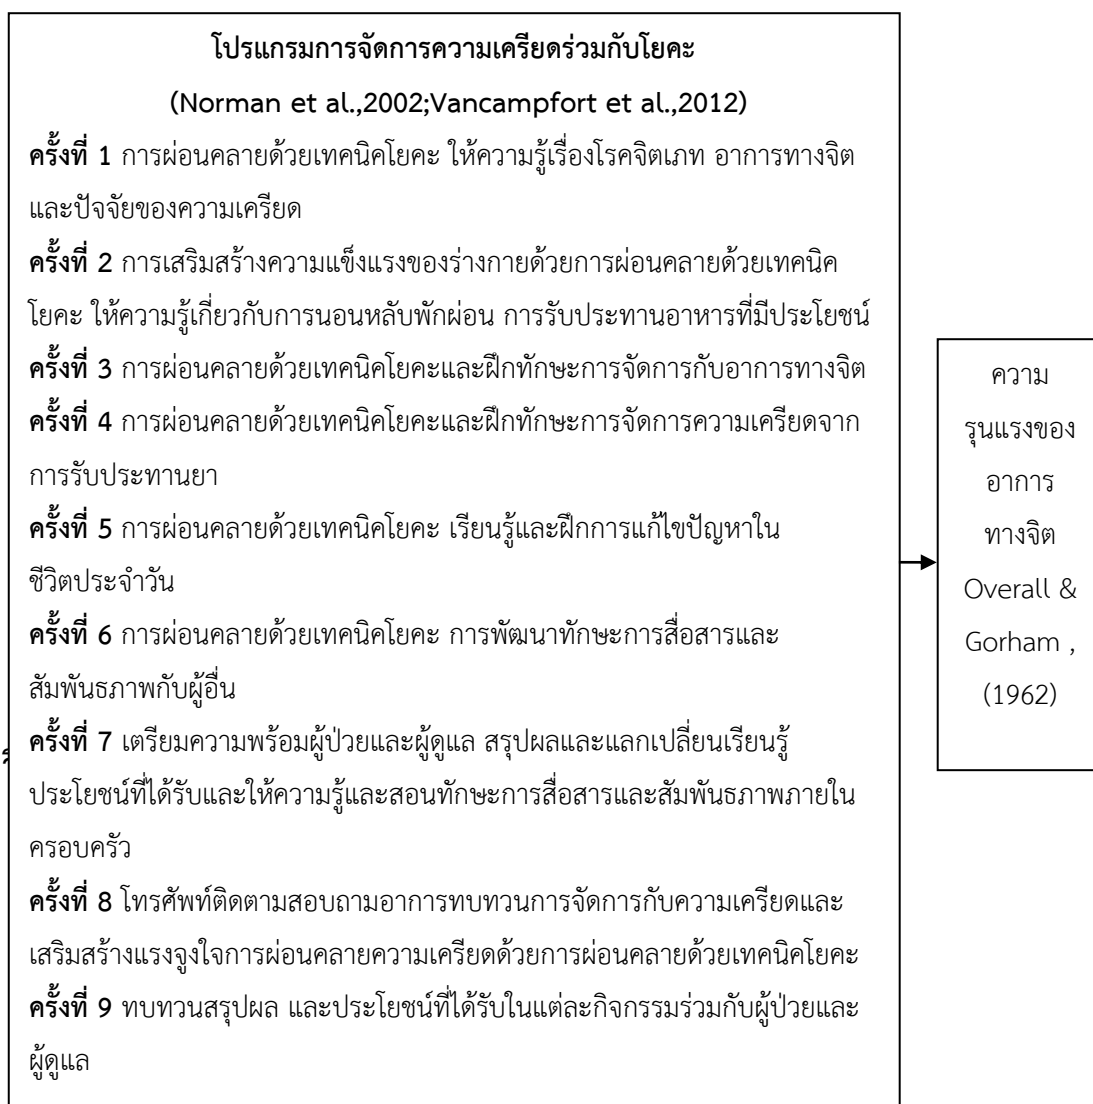 โปรแกรมการจัดการความเครียดร่วมกับโยคะ
(Norman et al.,2002;Vancampfort et al.,2012)
ครั้งที่ 1 การผ่อนคลายด้วยเทคนิคโยคะ ให้ความรู้เรื่องโรคจิตเภท อาการทางจิต
และปัจจัยของความเครียด
ครั้งที่ 2 การเสริมสร้างความแข็งแรงของร่างกายด้วยการผ่อนคลายด้วยเทคนิค
โยคะ ให้ความรู้เกี่ยวกับการนอนหลับพักผ่อน การรับประทานอาหารที่มีประโยชน์
ครั้งที่ 3 การผ่อนคลายด้วยเทคนิคโยคะและฝึกทักษะการจัดการกับอาการทางจิต
ครั้งที่ 4 การผ่อนคลายด้วยเทคนิคโยคะและฝึกทักษะการจัดการความเครียดจาก
การรับประทานยา
ครั้งที่ 5 การผ่อนคลายด้วยเทคนิคโยคะ เรียนรู้และฝึกการแก้ไขปัญหาใน
ชีวิตประจำวัน
ครั้งที่ 6 การผ่อนคลายด้วยเทคนิคโยคะ การพัฒนาทักษะการสื่อสารและ
สัมพันธภาพกับผู้อื่น
ครั้งที่ 7 เตรียมความพร้อมผู้ป่วยและผู้ดูแล สรุปผลและแลกเปลี่ยนเรียนรู้
ประโยชน์ที่ได้รับและให้ความรู้และสอนทักษะการสื่อสารและสัมพันธภาพภายใน
ครอบครัว
ครั้งที่ 8 โทรศัพท์ติดตามสอบถามอาการทบทวนการจัดการกับความเครียดและ
เสริมสร้างแรงจูงใจการผ่อนคลายความเครียดด้วยการผ่อนคลายด้วยเทคนิคโยคะ
ครั้งที่ 9 ทบทวนสรุปผล และประโยชน์ที่ได้รับในแต่ละกิจกรรมร่วมกับผู้ป่วยและ
ผู้ดูแล
ความ
รุนแรงของ
อาการ
ทางจิต
Overall &
Gorham ,
(1962)